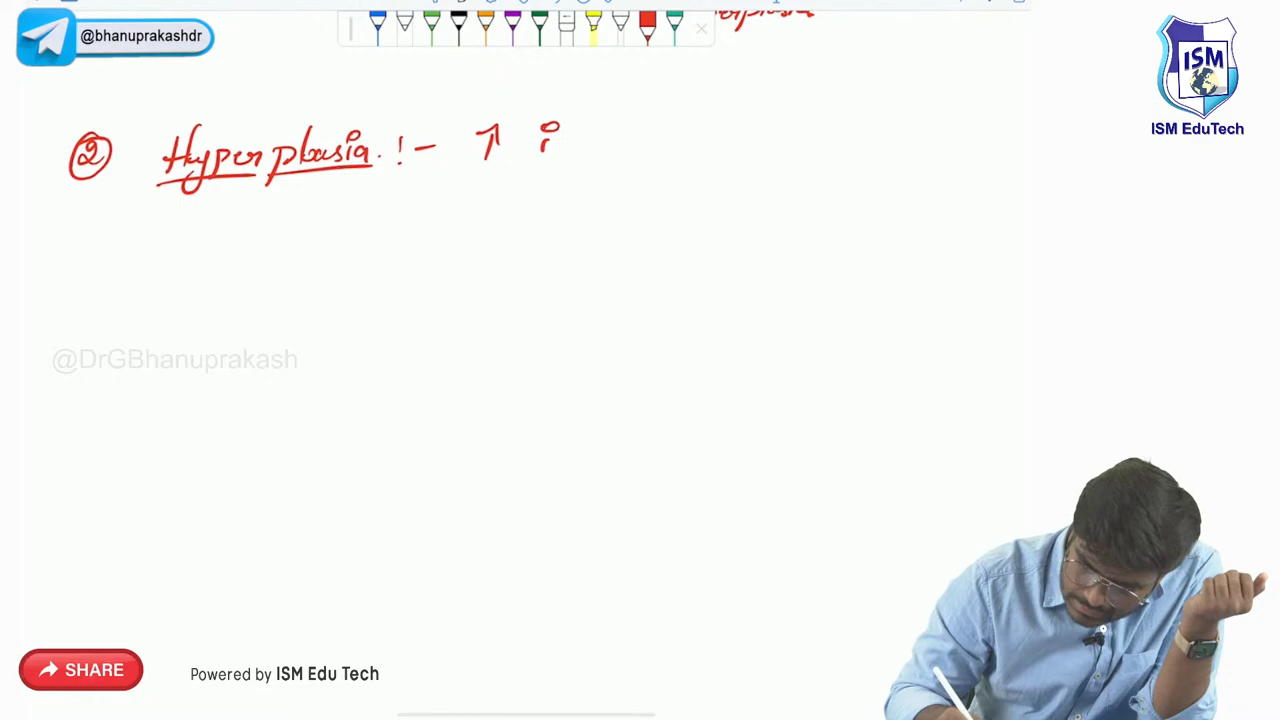 @bhanuprakashdr
ISM
ISM EduTech
② Hyperplasia :- ↑ i
@DrGBhanuprakash
SHARE
Powered by ISM Edu Tech